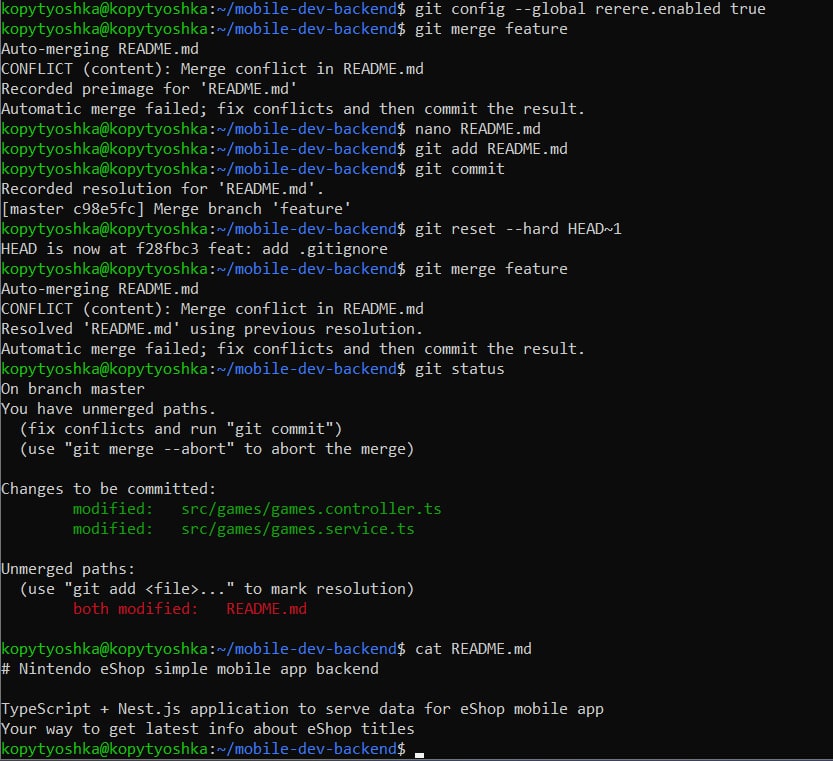 kopytyoshka@kopytyoshka:~/mobile-dev-backend$ git config --global rerere.enabled true
kopytyoshka@kopytyoshka:~/mobile-dev-backend$ git merge feature
Auto-merging README.md
CONFLICT (content): Merge conflict in README.md
Recorded preimage for 'README.md'
Automatic merge failed; fix conflicts and then commit the result.
kopytyoshka@kopytyoshka:~/mobile-dev-backend$ nano README.md
kopytyoshka@kopytyoshka:~/mobile-dev-backend$ git add README.md
kopytyoshka@kopytyoshka:~/mobile-dev-backend$ git commit
Recorded resolution for 'README.md'.
[master c98e5fc] Merge branch 'feature'
kopytyoshka@kopytyoshka:~/mobile-dev-backend$ git reset --hard HEAD~1
HEAD is now at f28fbc3 feat: add .gitignore
kopytyoshka@kopytyoshka:~/mobile-dev-backend$ git merge feature
Auto-merging README.md
CONFLICT (content): Merge conflict in README.md
Resolved 'README.md' using previous resolution.
Automatic merge failed; fix conflicts and then commit the result.
kopytyoshka@kopytyoshka:~/mobile-dev-backend$ git status
On branch master
You have unmerged paths.
  (fix conflicts and run "git commit")
  (use "git merge --abort" to abort the merge)

Changes to be committed:
        modified:   src/games/games.controller.ts
        modified:   src/games/games.service.ts

Unmerged paths:
  (use "git add <file>..." to mark resolution)
        both modified:   README.md

kopytyoshka@kopytyoshka:~/mobile-dev-backend$ cat README.md
# Nintendo eShop simple mobile app backend

TypeScript + Nest.js application to serve data for eShop mobile app
Your way to get latest info about eShop titles
kopytyoshka@kopytyoshka:~/mobile-dev-backend$